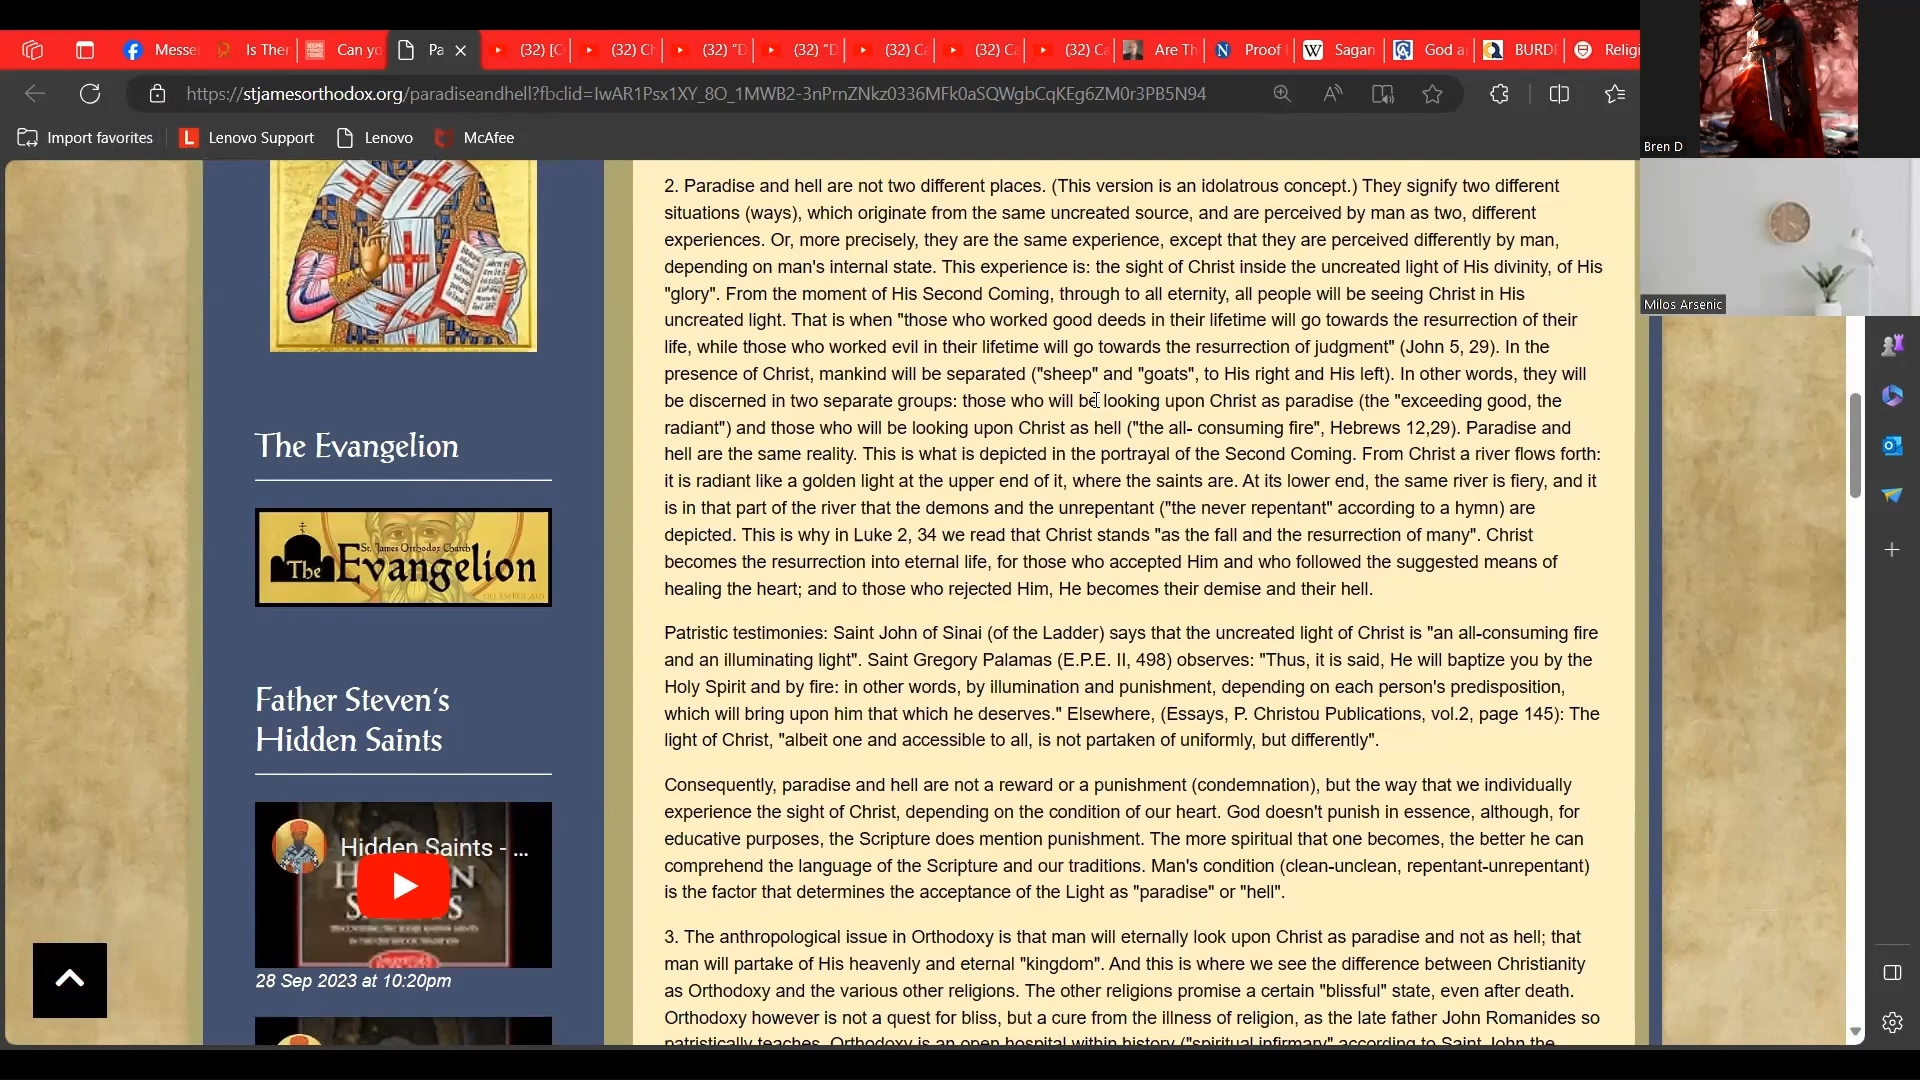 Messe
Is Ther
Can yo
Pa
(32) [C
(32) Ch
(32) "D
(32) "D
(32) Ca
(32) Ca
(32) Ca
Are Th
Proof
Sagan
God a
BURDI
Religi
https://stjamesorthodox.org/paradiseandhell?fbclid=IwAR1Psx1XY_8O_1MWB2-3nPrnZNkz0336MFk0aSQWgbCqKEg6ZM0r3PB5N94
Import favorites
Lenovo Support
Lenovo
McAfee
Bren D
Milos Arsenic
The Evangelion
St. James Orthodox Church
The Evangelion
Father Steven's
Hidden Saints
Hidden Saints - ...
28 Sep 2023 at 10:20pm
2. Paradise and hell are not two different places. (This version is an idolatrous concept.) They signify two different
situations (ways), which originate from the same uncreated source, and are perceived by man as two, different
experiences. Or, more precisely, they are the same experience, except that they are perceived differently by man,
depending on man's internal state. This experience is: the sight of Christ inside the uncreated light of His divinity, of His
"glory". From the moment of His Second Coming, through to all eternity, all people will be seeing Christ in His
uncreated light. That is when "those who worked good deeds in their lifetime will go towards the resurrection of their
life, while those who worked evil in their lifetime will go towards the resurrection of judgment" (John 5, 29). In the
presence of Christ, mankind will be separated ("sheep" and "goats", to His right and His left). In other words, they will
be discerned in two separate groups: those who will be looking upon Christ as paradise (the "exceeding good, the
radiant") and those who will be looking upon Christ as hell ("the all- consuming fire", Hebrews 12,29). Paradise and
hell are the same reality. This is what is depicted in the portrayal of the Second Coming. From Christ a river flows forth:
it is radiant like a golden light at the upper end of it, where the saints are. At its lower end, the same river is fiery, and it
is in that part of the river that the demons and the unrepentant ("the never repentant" according to a hymn) are
depicted. This is why in Luke 2, 34 we read that Christ stands "as the fall and the resurrection of many". Christ
becomes the resurrection into eternal life, for those who accepted Him and who followed the suggested means of
healing the heart; and to those who rejected Him, He becomes their demise and their hell.
Patristic testimonies: Saint John of Sinai (of the Ladder) says that the uncreated light of Christ is "an all-consuming fire
and an illuminating light". Saint Gregory Palamas (E.P.E. II, 498) observes: "Thus, it is said, He will baptize you by the
Holy Spirit and by fire: in other words, by illumination and punishment, depending on each person's predisposition,
which will bring upon him that which he deserves." Elsewhere, (Essays, P. Christou Publications, vol.2, page 145): The
light of Christ, "albeit one and accessible to all, is not partaken of uniformly, but differently".
Consequently, paradise and hell are not a reward or a punishment (condemnation), but the way that we individually
experience the sight of Christ, depending on the condition of our heart. God doesn't punish in essence, although, for
educative purposes, the Scripture does mention punishment. The more spiritual that one becomes, the better he can
comprehend the language of the Scripture and our traditions. Man's condition (clean-unclean, repentant-unrepentant)
is the factor that determines the acceptance of the Light as "paradise" or "hell".
3. The anthropological issue in Orthodoxy is that man will eternally look upon Christ as paradise and not as hell; that
man will partake of His heavenly and eternal "kingdom". And this is where we see the difference between Christianity
as Orthodoxy and the various other religions. The other religions promise a certain "blissful" state, even after death.
Orthodoxy however is not a quest for bliss, but a cure from the illness of religion, as the late father John Romanides so
patristically teaches. Orthodoxy is an open hospital within history ("spiritual infirmary" according to Saint John the